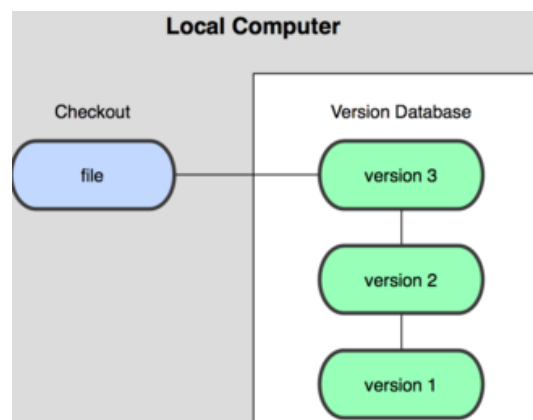 Local Computer
Checkout
Version Database
file
version 3
version 2
version 1